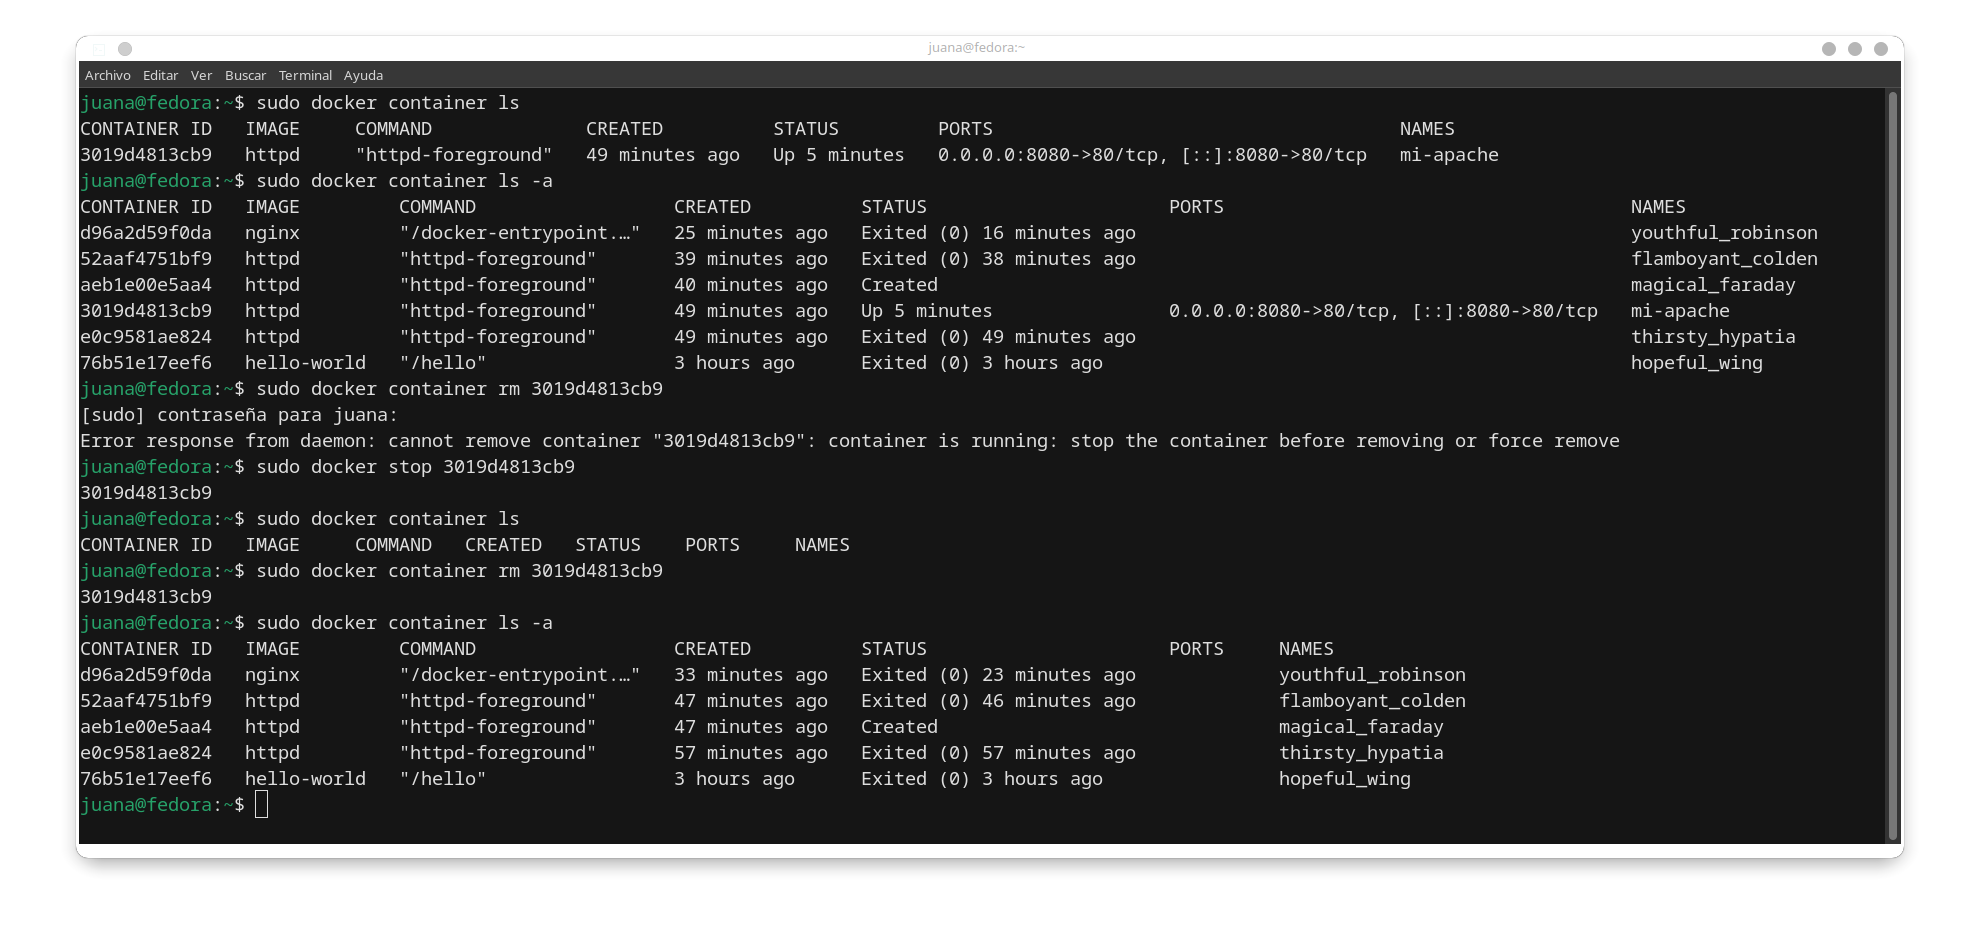 juana@fedora:~
Archivo Editar Ver Buscar Terminal Ayuda
juana@fedora:~$ sudo docker container ls
CONTAINER ID   IMAGE     COMMAND              CREATED          STATUS         PORTS                                     NAMES
3019d4813cb9   httpd     "httpd-foreground"   49 minutes ago   Up 5 minutes   0.0.0.0:8080->80/tcp, [::]:8080->80/tcp   mi-apache
juana@fedora:~$ sudo docker container ls -a
CONTAINER ID   IMAGE         COMMAND                  CREATED          STATUS                      PORTS                                     NAMES
d96a2d59f0da   nginx         "/docker-entrypoint.…"   25 minutes ago   Exited (0) 16 minutes ago                                             youthful_robinson
52aaf4751bf9   httpd         "httpd-foreground"       39 minutes ago   Exited (0) 38 minutes ago                                             flamboyant_colden
aeb1e00e5aa4   httpd         "httpd-foreground"       40 minutes ago   Created                                                               magical_faraday
3019d4813cb9   httpd         "httpd-foreground"       49 minutes ago   Up 5 minutes                0.0.0.0:8080->80/tcp, [::]:8080->80/tcp   mi-apache
e0c9581ae824   httpd         "httpd-foreground"       49 minutes ago   Exited (0) 49 minutes ago                                             thirsty_hypatia
76b51e17eef6   hello-world   "/hello"                 3 hours ago      Exited (0) 3 hours ago                                                hopeful_wing
juana@fedora:~$ sudo docker container rm 3019d4813cb9
[sudo] contraseña para juana:
Error response from daemon: cannot remove container "3019d4813cb9": container is running: stop the container before removing or force remove
juana@fedora:~$ sudo docker stop 3019d4813cb9
3019d4813cb9
juana@fedora:~$ sudo docker container ls
CONTAINER ID   IMAGE     COMMAND   CREATED   STATUS    PORTS     NAMES
juana@fedora:~$ sudo docker container rm 3019d4813cb9
3019d4813cb9
juana@fedora:~$ sudo docker container ls -a
CONTAINER ID   IMAGE         COMMAND                  CREATED          STATUS                      PORTS     NAMES
d96a2d59f0da   nginx         "/docker-entrypoint.…"   33 minutes ago   Exited (0) 23 minutes ago             youthful_robinson
52aaf4751bf9   httpd         "httpd-foreground"       47 minutes ago   Exited (0) 46 minutes ago             flamboyant_colden
aeb1e00e5aa4   httpd         "httpd-foreground"       47 minutes ago   Created                               magical_faraday
e0c9581ae824   httpd         "httpd-foreground"       57 minutes ago   Exited (0) 57 minutes ago             thirsty_hypatia
76b51e17eef6   hello-world   "/hello"                 3 hours ago      Exited (0) 3 hours ago                hopeful_wing
juana@fedora:~$